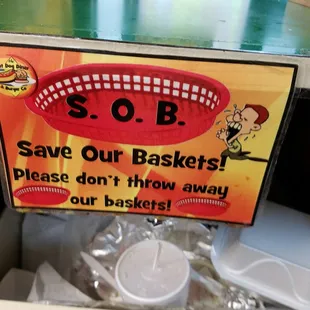 S. O. B.
Save Our Baskets!
Please don't throw away
our baskets!